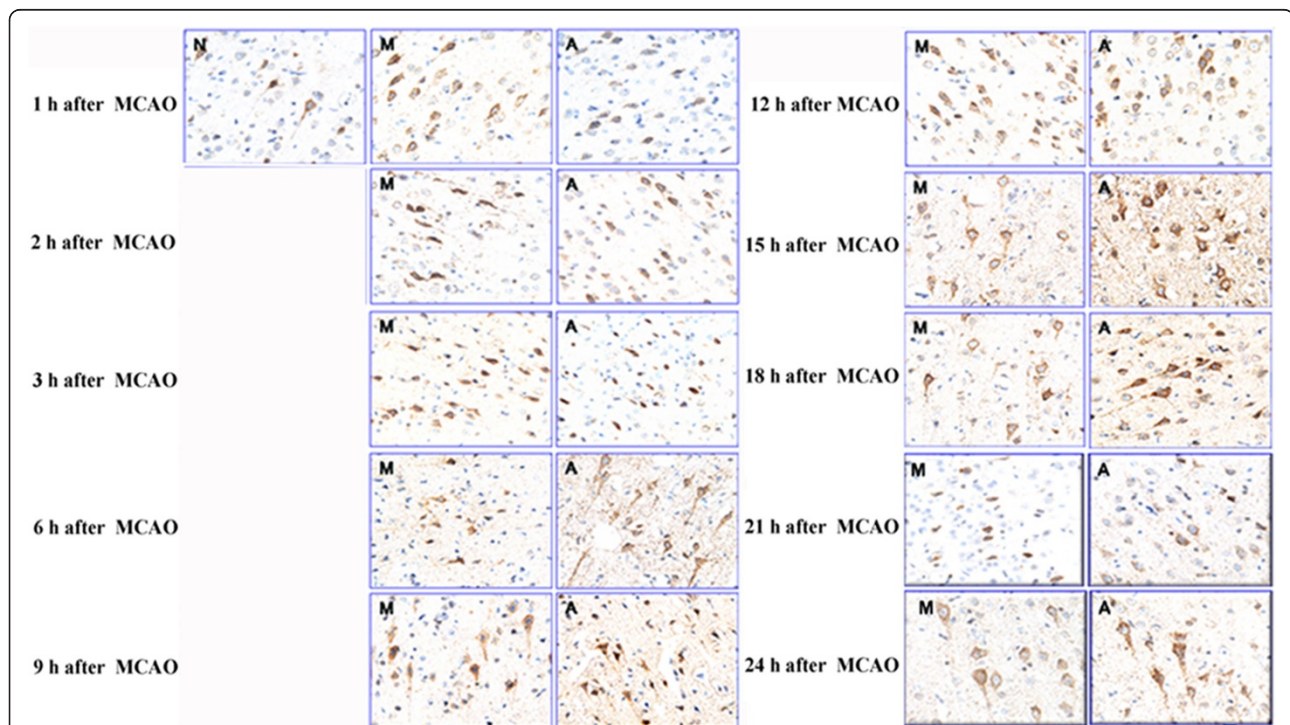 N M A M A
1 h after MCAO 12 h after MCAO
M A M A
2 h after MCAO 15 h after MCAO
M A M A
3 h after MCAO 18 h after MCAO
M A M A
6 h after MCAO 21 h after MCAO
M A M A
9 h after MCAO 24 h after MCAO